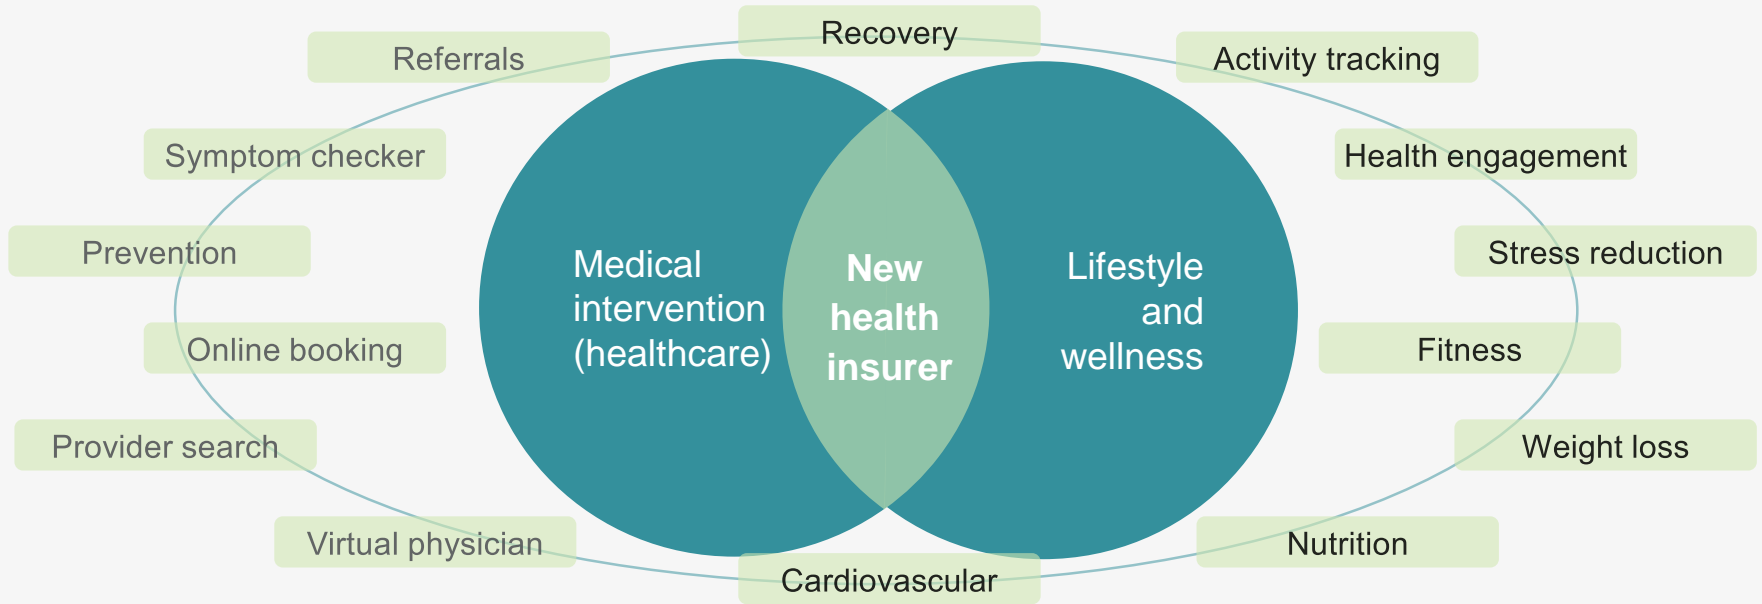 Recovery
Referrals
Activity tracking
Symptom checker
Health engagement
Prevention
Stress reduction
Medical
intervention
(healthcare)
New
health
insurer
Lifestyle
and
wellness
Online booking
Fitness
Provider search
Weight loss
Virtual physician
Nutrition
Cardiovascular